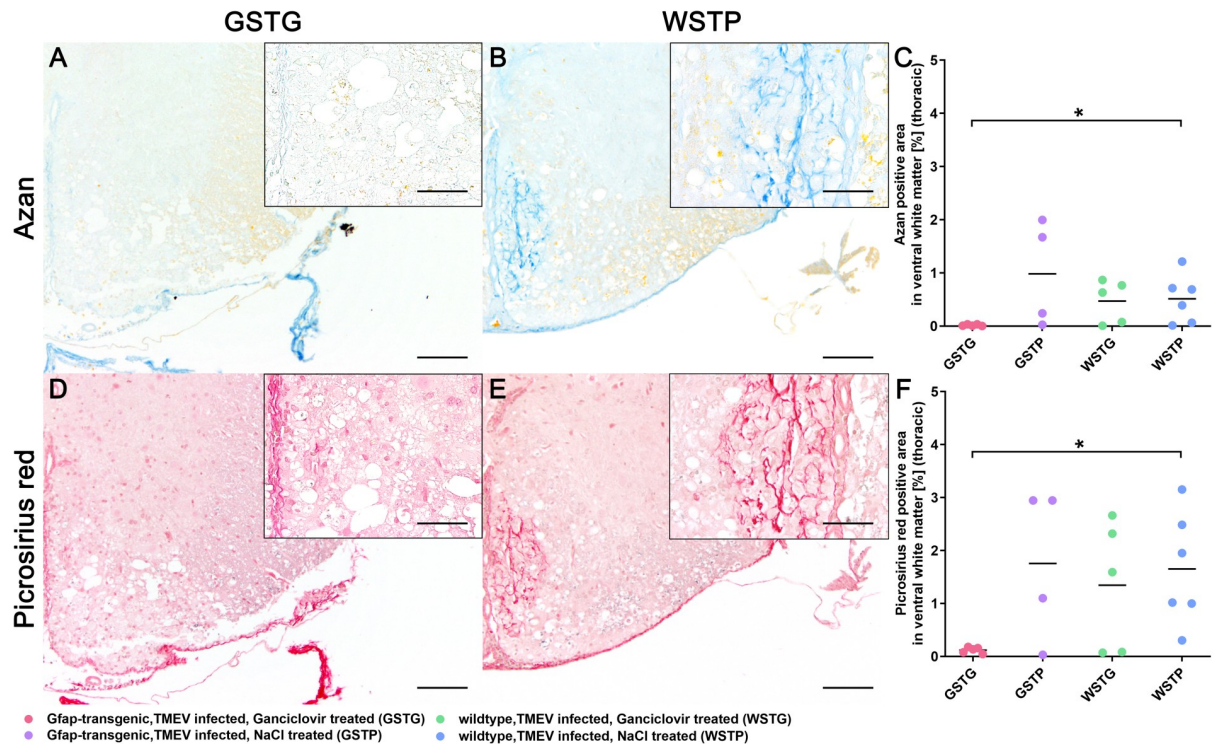 GSTG
WSTP
Azan
A
B
C
Azan positive area
in ventral white matter [%] (thoracic)
5
4
3
2
1
0
*
GSTG
GSTP
WSTG
WSTP
Picrosirius red
D
E
F
Picrosirius red positive area
in ventral white matter [%] (thoracic)
5
4
3
2
1
0
*
GSTG
GSTP
WSTG
WSTP
Gfap-transgenic,TMEV infected, Ganciclovir treated (GSTG)
Gfap-transgenic,TMEV infected, NaCl treated (GSTP)
wildtype,TMEV infected, Ganciclovir treated (WSTG)
wildtype,TMEV infected, NaCl treated (WSTP)